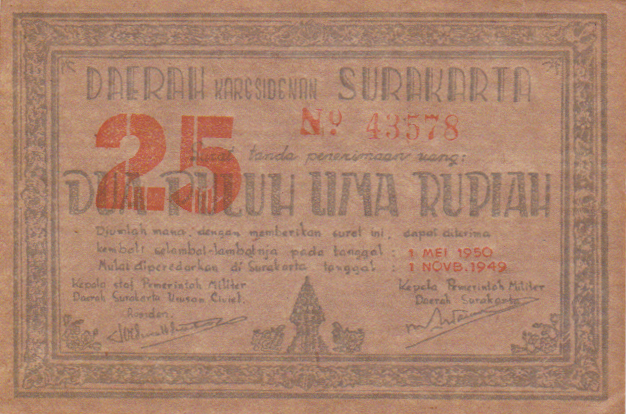 DAERAH KARESIDENAN SURAKARTA
No 43578
25
Surat tanda penerimaan uang:
DUA PULUH LIMA RUPIAH
Djumlah mana, dengan memberikan surat ini, dapat diterima
kembali selambat-lambatnja pada tanggal : 1 MEI 1950
Mulai diperedarkan di Surakarta tanggal : 1 NOVB. 1949
Kepala staf Pemerintah Militer
Daerah Surakarta Urusan Civiel.
Residen.
Kepala Pemerintah Militer
Daerah Surakarta